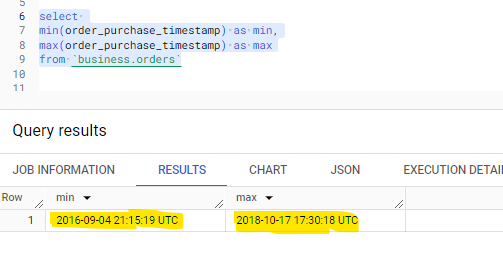 5
6 select
7 min(order_purchase_timestamp) as min,
8 max(order_purchase_timestamp) as max
9 from `business.orders`
10
11
Query results
JOB INFORMATION RESULTS CHART JSON EXECUTION DETAI
Row min max
1 2016-09-04 21:15:19 UTC 2018-10-17 17:30:18 UTC